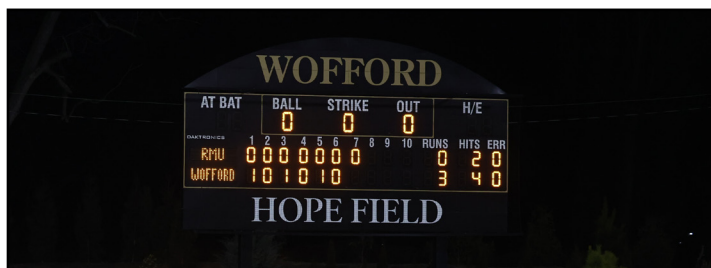 WOFFORD
AT BAT BALL STRIKE OUT H/E
0 0 0
DAKTRONICS 1 2 3 4 5 6 7 8 9 10 RUNS HITS ERR
RMU 0 0 0 0 0 0 0 0 2 0
WOFFORD 1 0 1 0 1 0 3 4 0
HOPE FIELD